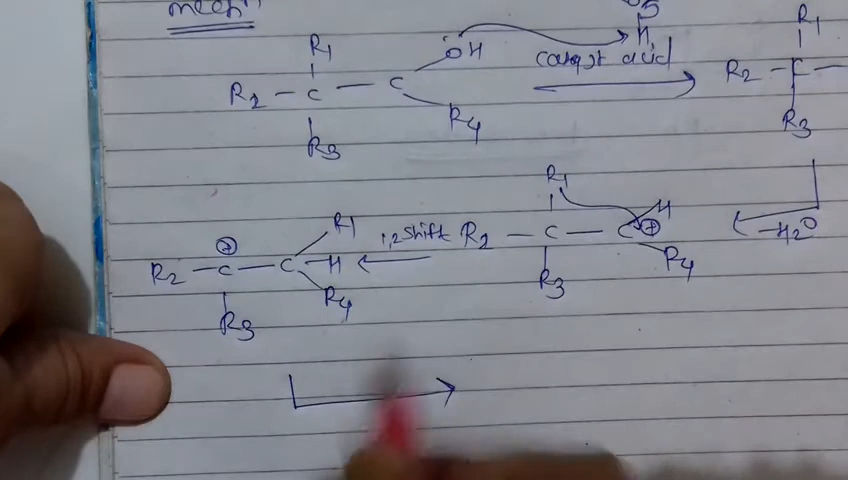 mech
R1
R2 - C - C
ÖH
R4
R3
H
catalyst acid
R1
R2 - C -
R3
-H2O
R1
R2 - C - C ⊕ H
R4
R3
1,2 shift
⊕
R2 - C - C - H
R1
R4
R3